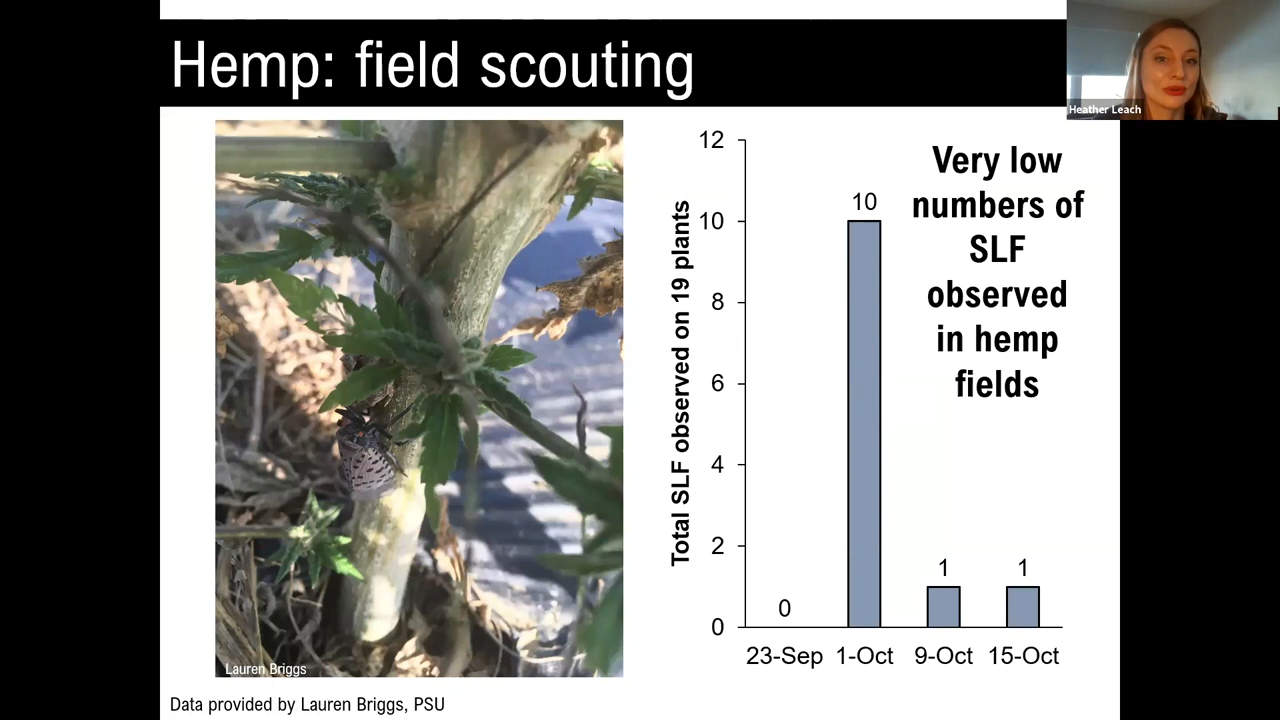 Hemp: field scouting
Heather Leach
Total SLF observed on 19 plants
12
10
8
6
4
2
0
0
10
1
1
23-Sep 1-Oct 9-Oct 15-Oct
Very low
numbers of
SLF
observed
in hemp
fields
Lauren Briggs
Data provided by Lauren Briggs, PSU